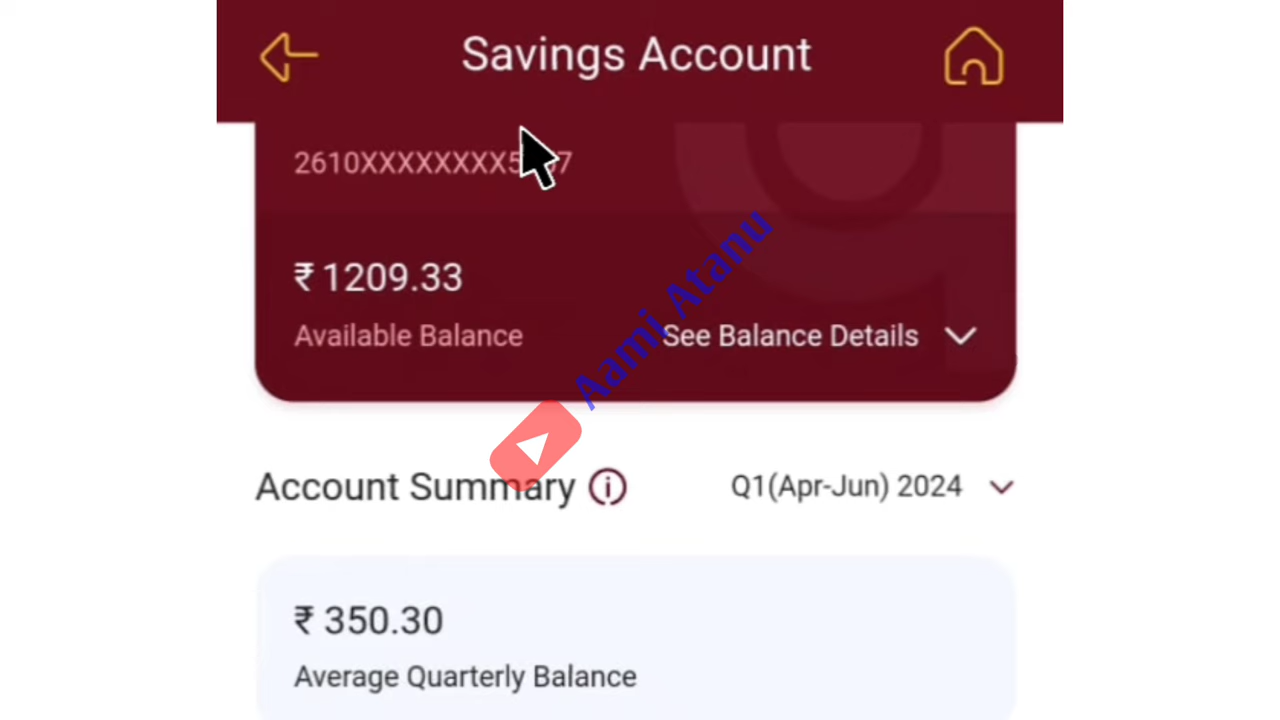 Savings Account
2610XXXXXXXX5
₹ 1209.33
Available Balance
See Balance Details
Aami Atanu
Account Summary
Q1(Apr-Jun) 2024
₹ 350.30
Average Quarterly Balance